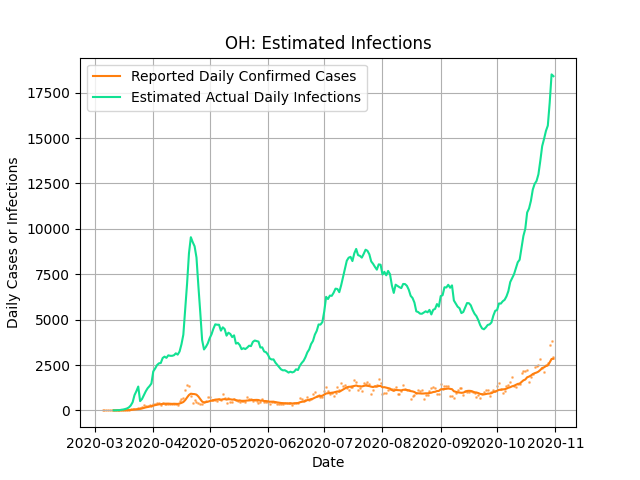 OH: Estimated Infections
Reported Daily Confirmed Cases
Estimated Actual Daily Infections
17500
15000
12500
10000
7500
5000
2500
0
Daily Cases or Infections
2020-03 2020-04 2020-05 2020-06 2020-07 2020-08 2020-09 2020-10 2020-11
Date